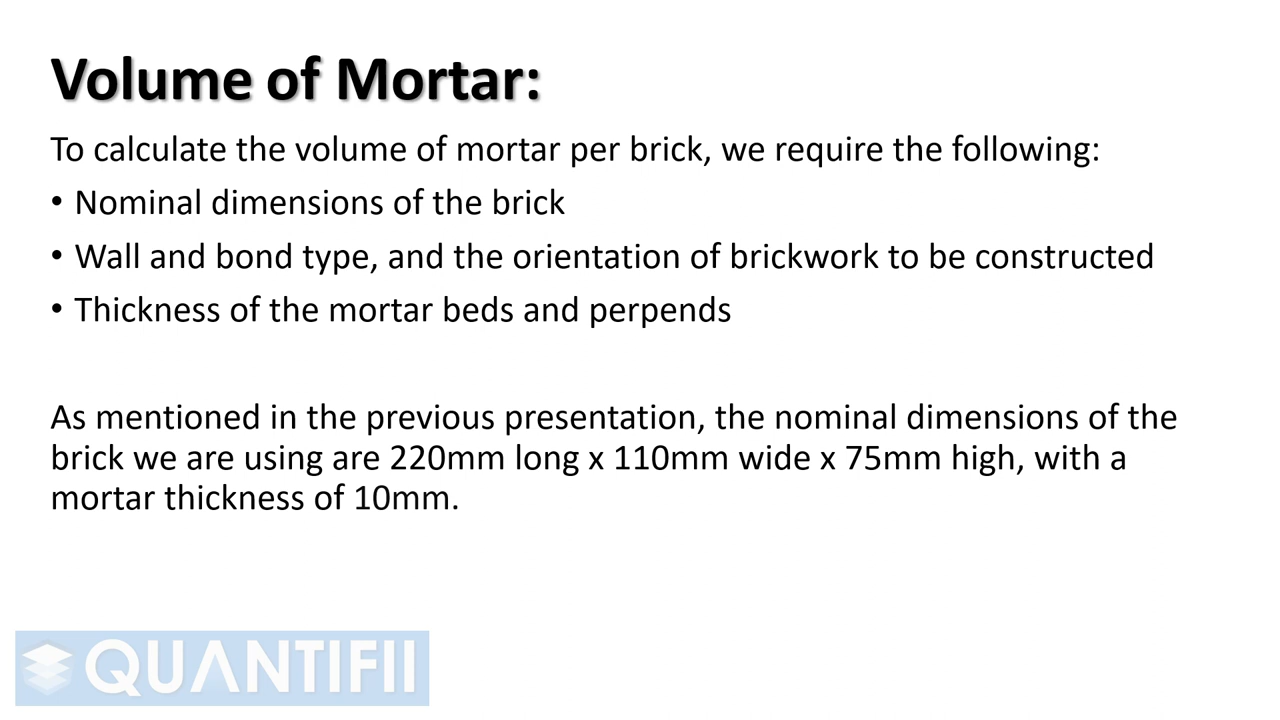 Volume of Mortar:
To calculate the volume of mortar per brick, we require the following:
• Nominal dimensions of the brick
• Wall and bond type, and the orientation of brickwork to be constructed
• Thickness of the mortar beds and perpends
As mentioned in the previous presentation, the nominal dimensions of the
brick we are using are 220mm long x 110mm wide x 75mm high, with a
mortar thickness of 10mm.
QUANTIFII